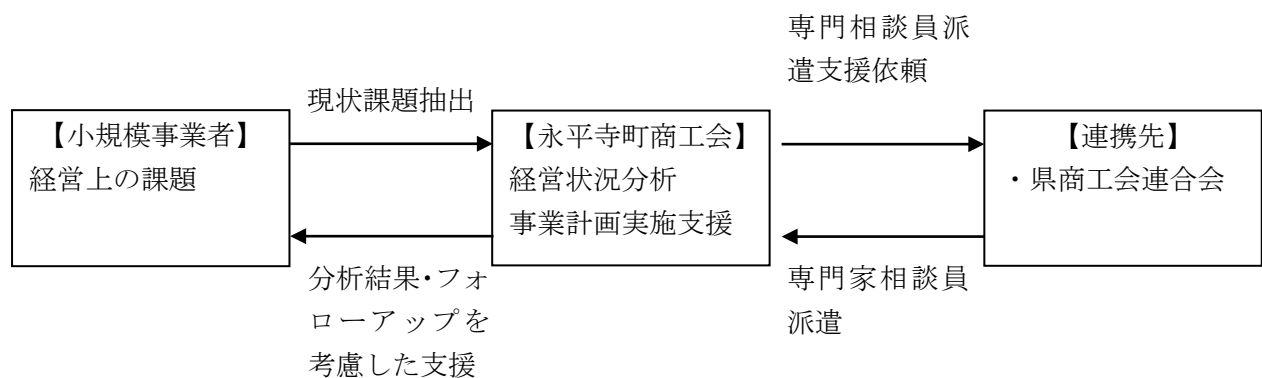 専門相談員派
遣支援依頼
現状課題抽出
【小規模事業者】
経営上の課題
【永平寺町商工会】
経営状況分析
事業計画実施支援
【連携先】
・県商工会連合会
分析結果・フォ
ローアップを
考慮した支援
専門家相談員
派遣